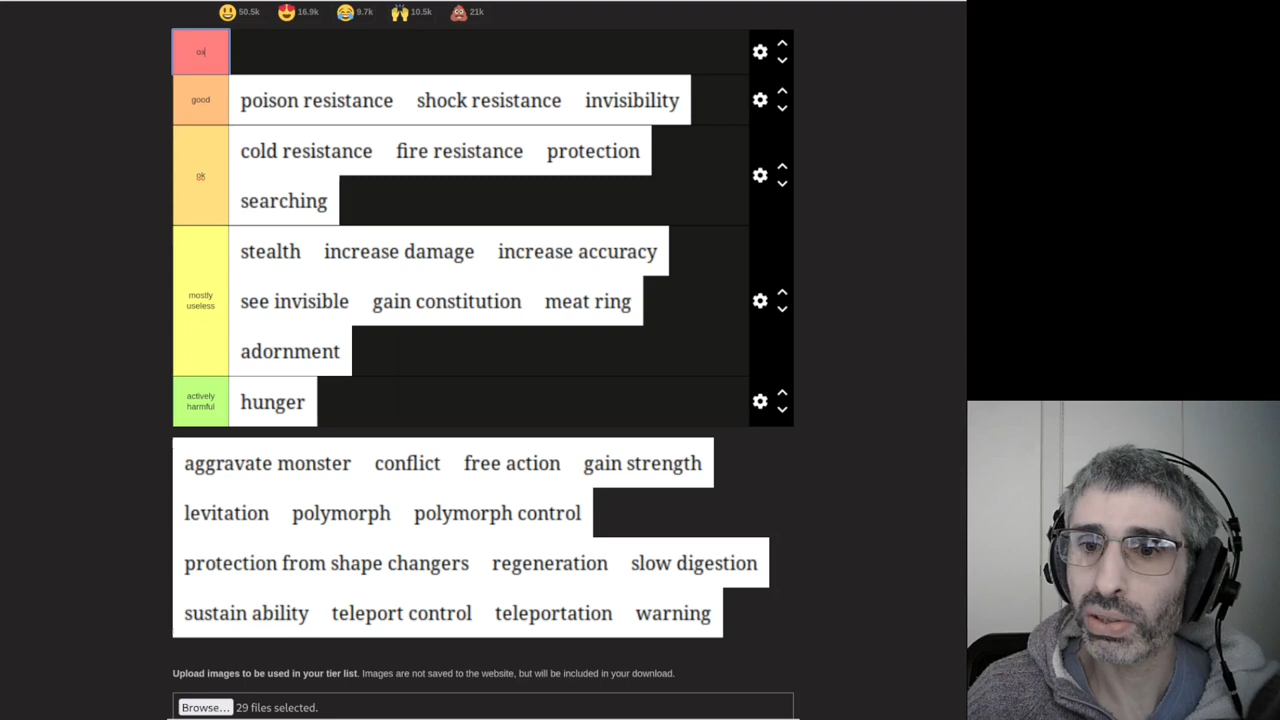 50.5k 16.9k 9.7k 10.5k 21k
good
poison resistance shock resistance invisibility
ok
cold resistance fire resistance protection
searching
mostly
useless
stealth increase damage increase accuracy
see invisible gain constitution meat ring
adornment
actively
harmful
hunger
aggravate monster conflict free action gain strength
levitation polymorph polymorph control
protection from shape changers regeneration slow digestion
sustain ability teleport control teleportation warning
Upload images to be used in your tier list. Images are not saved to the website, but will be included in your download.
Browse... 29 files selected.